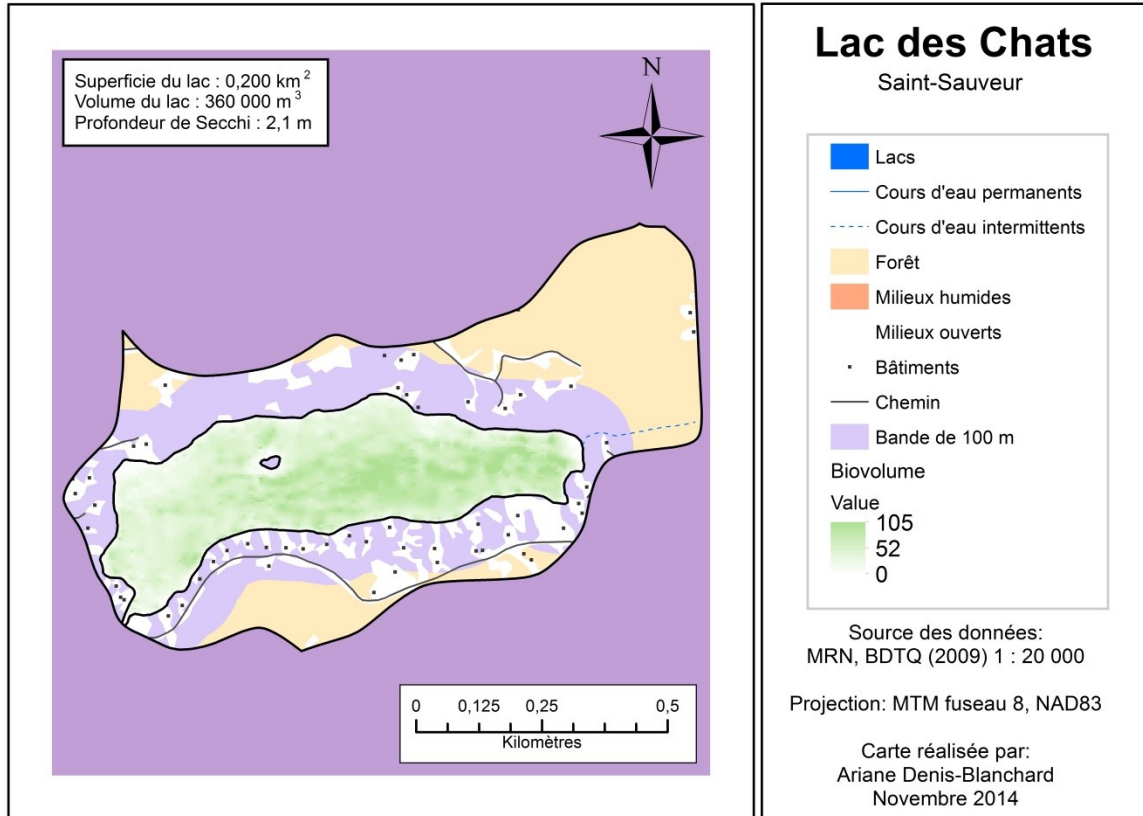 Superficie du lac : 0,200 km²
Volume du lac : 360 000 m³
Profondeur de Secchi : 2,1 m
N
0 0,125 0,25 0,5
Kilomètres
Lac des Chats
Saint-Sauveur
Lacs
Cours d'eau permanents
Cours d'eau intermittents
Forêt
Milieux humides
Milieux ouverts
Bâtiments
Chemin
Bande de 100 m
Biovolume
Value
105
52
0
Source des données:
MRN, BDTQ (2009) 1 : 20 000
Projection: MTM fuseau 8, NAD83
Carte réalisée par:
Ariane Denis-Blanchard
Novembre 2014